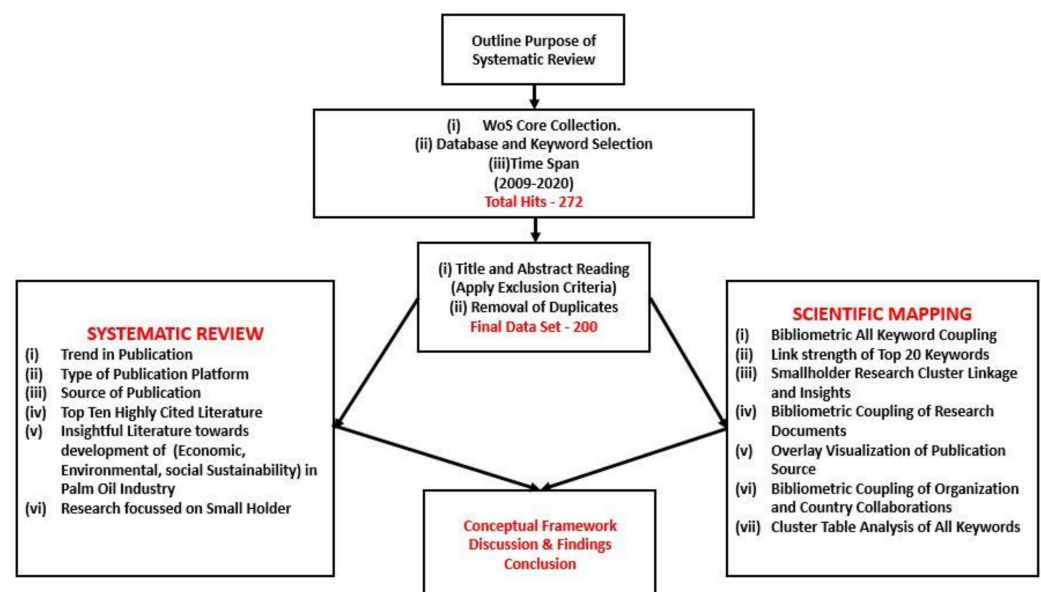 Outline Purpose of
Systematic Review
(i) WoS Core Collection.
(ii) Database and Keyword Selection
(iii)Time Span
(2009-2020)
Total Hits - 272
(i) Title and Abstract Reading
(Apply Exclusion Criteria)
(ii) Removal of Duplicates
Final Data Set - 200
SYSTEMATIC REVIEW
(i) Trend in Publication
(ii) Type of Publication Platform
(iii) Source of Publication
(iv) Top Ten Highly Cited Literature
(v) Insightful Literature towards
development of (Economic,
Environmental, social Sustainability) in
Palm Oil Industry
(vi) Research focussed on Small Holder
SCIENTIFIC MAPPING
(i) Bibliometric All Keyword Coupling
(ii) Link strength of Top 20 Keywords
(iii) Smallholder Research Cluster Linkage
and Insights
(iv) Bibliometric Coupling of Research
Documents
(v) Overlay Visualization of Publication
Source
(vi) Bibliometric Coupling of Organization
and Country Collaborations
(vii) Cluster Table Analysis of All Keywords
Conceptual Framework
Discussion & Findings
Conclusion